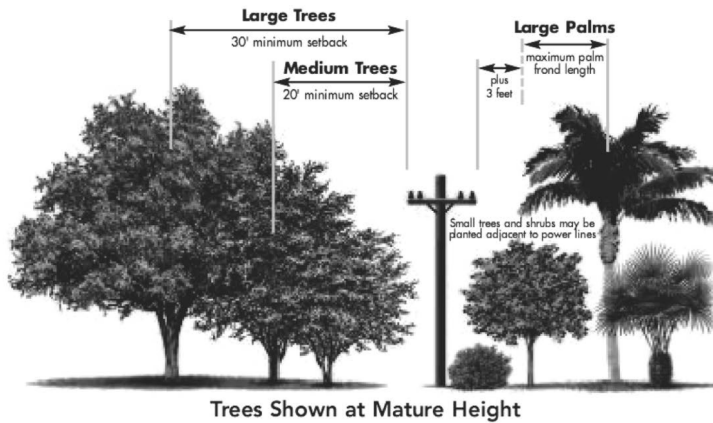 Large Trees
30' minimum setback
Medium Trees
20' minimum setback
Large Palms
maximum palm
frond length
plus
3 feet
Small trees and shrubs may be
planted adjacent to power lines
Trees Shown at Mature Height